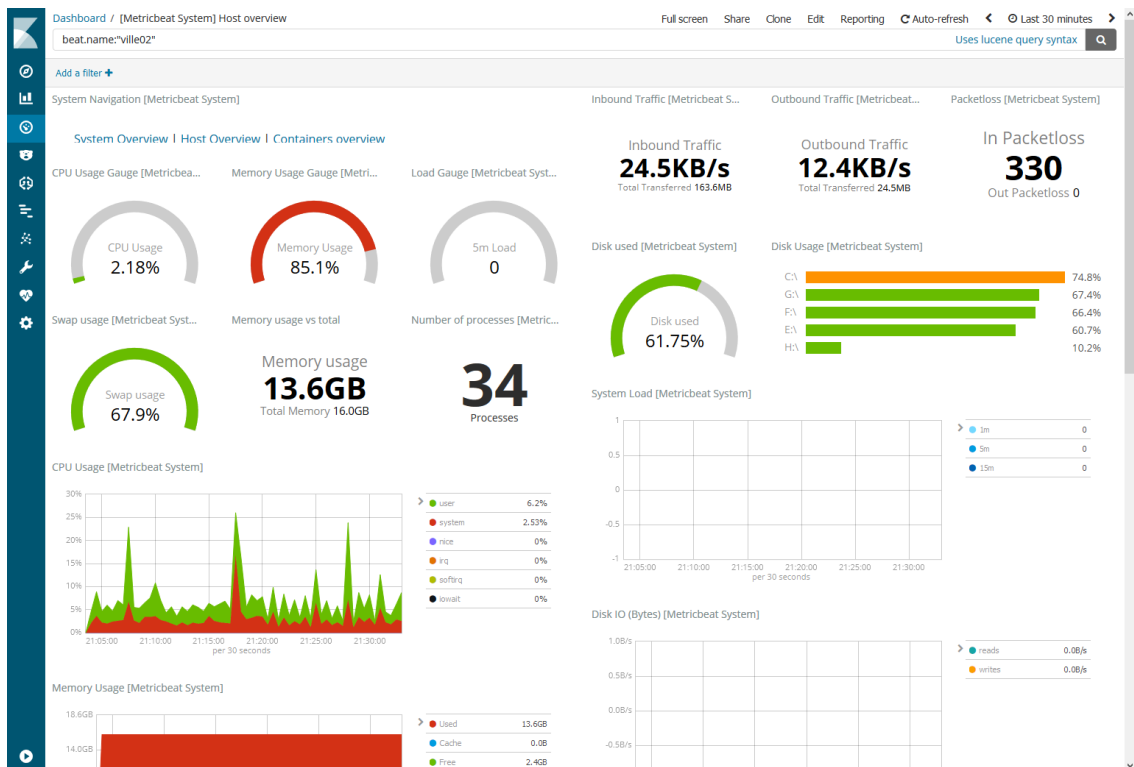 Dashboard / [Metricbeat System] Host overview
Full screen Share Clone Edit Reporting Auto-refresh Last 30 minutes
beat.name:"ville02"
Uses lucene query syntax
Add a filter
System Navigation [Metricbeat System]
System Overview | Host Overview | Containers overview
Inbound Traffic [Metricbeat S...
Inbound Traffic
24.5KB/s
Total Transferred 163.6MB
Outbound Traffic [Metricbeat...
Outbound Traffic
12.4KB/s
Total Transferred 24.5MB
Packetloss [Metricbeat System]
In Packetloss
330
Out Packetloss 0
CPU Usage Gauge [Metricbea...
CPU Usage
2.18%
Memory Usage Gauge [Metri...
Memory Usage
85.1%
Load Gauge [Metricbeat Syst...
5m Load
0
Disk used [Metricbeat System]
Disk used
61.75%
Disk Usage [Metricbeat System]
C:\ 74.8%
G:\ 67.4%
F:\ 66.4%
E:\ 60.7%
H:\ 10.2%
Swap usage [Metricbeat Syst...
Swap usage
67.9%
Memory usage vs total
Memory usage
13.6GB
Total Memory 16.0GB
Number of processes [Metric...
34
Processes
System Load [Metricbeat System]
1
0.5
0
-0.5
-1
21:05:00 21:10:00 21:15:00 21:20:00 21:25:00 21:30:00
per 30 seconds
1m 0
5m 0
15m 0
CPU Usage [Metricbeat System]
30%
25%
20%
15%
10%
5%
0%
21:05:00 21:10:00 21:15:00 21:20:00 21:25:00 21:30:00
per 30 seconds
user 6.2%
system 2.53%
nice 0%
irq 0%
softirq 0%
iowait 0%
Disk IO (Bytes) [Metricbeat System]
1.0B/s
0.5B/s
0.0B/s
-0.5B/s
reads 0.0B/s
writes 0.0B/s
Memory Usage [Metricbeat System]
18.6GB
14.0GB
Used 13.6GB
Cache 0.0B
Free 2.4GB